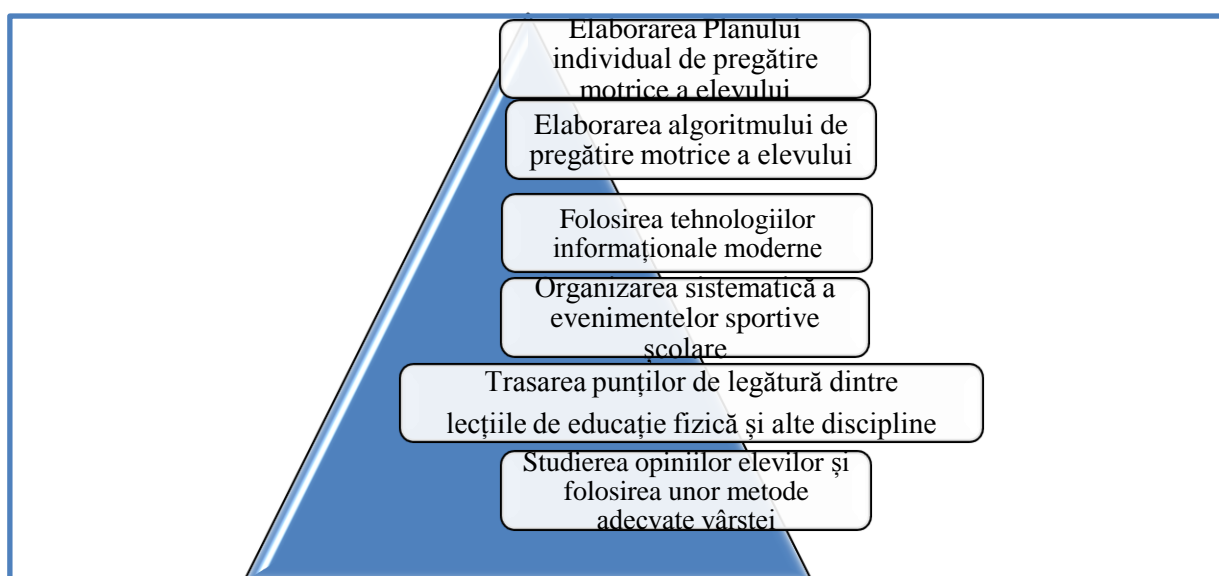 Elaborarea Planului
individual de pregătire
motrice a elevului
Elaborarea algoritmului de
pregătire motrice a elevului
Folosirea tehnologiilor
informaționale moderne
Organizarea sistematică a
evenimentelor sportive
școlare
Trasarea punților de legătură dintre
lecțiile de educație fizică și alte discipline
Studierea opiniilor elevilor și
folosirea unor metode
adecvate vârstei